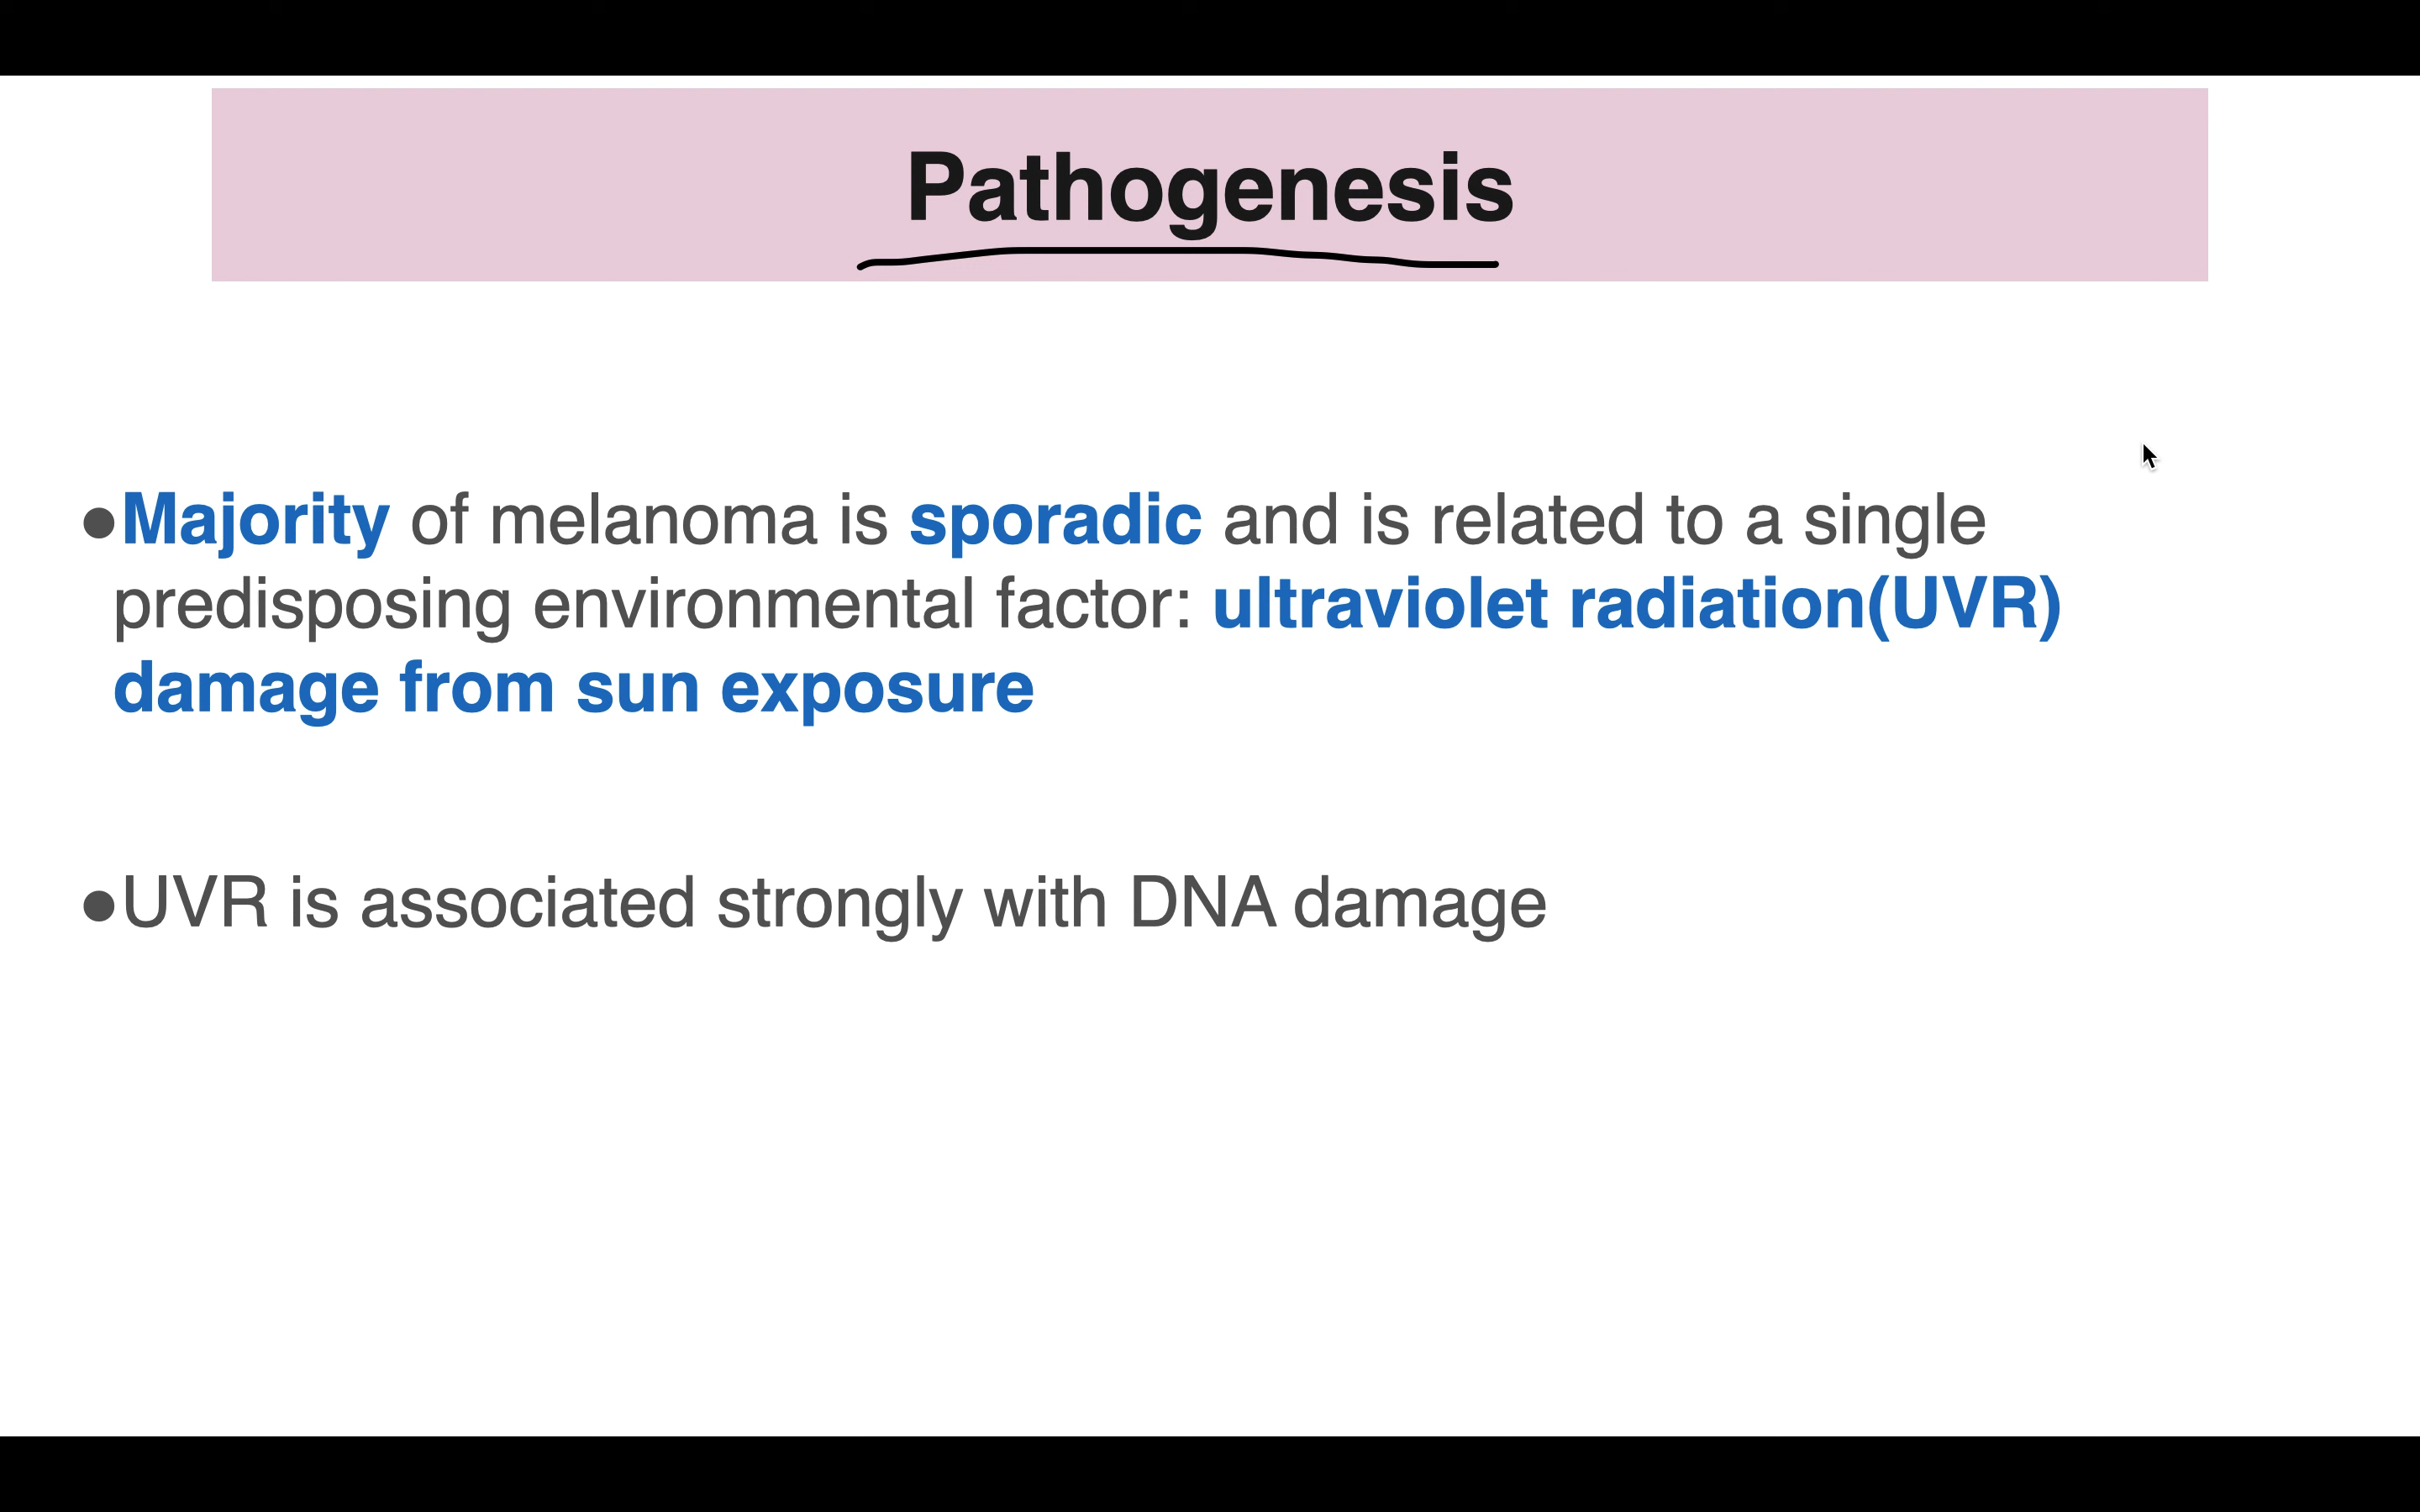 Pathogenesis
●Majority of melanoma is sporadic and is related to a single
predisposing environmental factor: ultraviolet radiation(UVR)
damage from sun exposure
●UVR is associated strongly with DNA damage